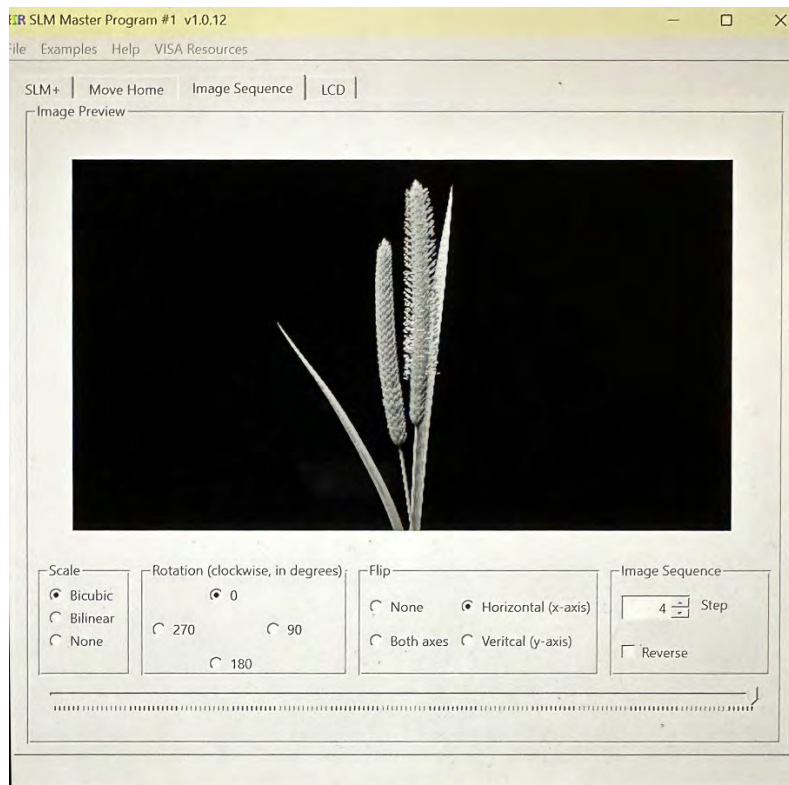 SLM Master Program #1 v1.0.12
File Examples Help VISA Resources
SLM+ Move Home Image Sequence LCD
Image Preview
Scale
Bicubic
Bilinear
None
Rotation (clockwise, in degrees)
0
270 90
180
Flip
None Horizontal (x-axis)
Both axes Veritcal (y-axis)
Image Sequence
4 Step
Reverse